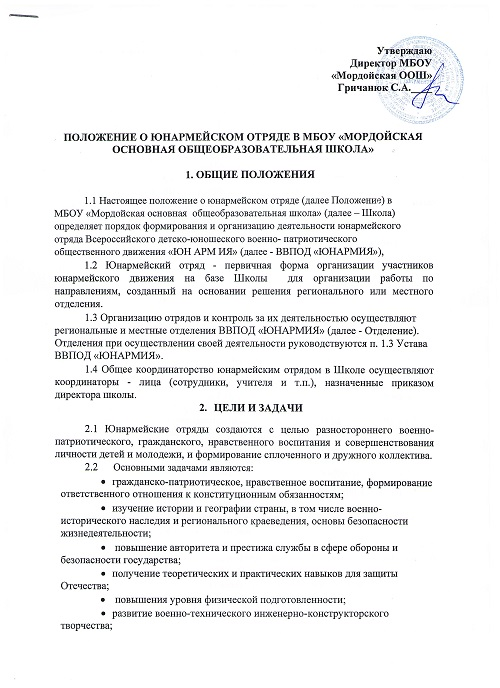 Утверждаю
Директор МБОУ
«Мордойская ООШ»
Гричанюк С.А.
ПОЛОЖЕНИЕ О ЮНАРМЕЙСКОМ ОТРЯДЕ В МБОУ «МОРДОЙСКАЯ
ОСНОВНАЯ ОБЩЕОБРАЗОВАТЕЛЬНАЯ ШКОЛА»
1. ОБЩИЕ ПОЛОЖЕНИЯ
1.1 Настоящее положение о юнармейском отряде (далее Положение) в
МБОУ «Мордойская основная общеобразовательная школа» (далее – Школа)
определяет порядок формирования и организацию деятельности юнармейского
отряда Всероссийского детско-юношеского военно- патриотического
общественного движения «ЮН АРМ ИЯ» (далее - ВВПОД «ЮНАРМИЯ»),
1.2 Юнармейский отряд - первичная форма организации участников
юнармейского движения на базе Школы для организации работы по
направлениям, созданный на основании решения регионального или местного
отделения.
1.3 Организацию отрядов и контроль за их деятельностью осуществляют
региональные и местные отделения ВВПОД «ЮНАРМИЯ» (далее - Отделение).
Отделения при осуществлении своей деятельности руководствуются п. 1.3 Устава
ВВПОД «ЮНАРМИЯ».
1.4 Общее координаторство юнармейским отрядом в Школе осуществляют
координаторы - лица (сотрудники, учителя и т.п.), назначенные приказом
директора школы.
2. ЦЕЛИ И ЗАДАЧИ
2.1 Юнармейские отряды создаются с целью разностороннего военно-
патриотического, гражданского, нравственного воспитания и совершенствования
личности детей и молодежи, и формирование сплоченного и дружного коллектива.
2.2 Основными задачами являются:
• гражданско-патриотическое, нравственное воспитание, формирование
ответственного отношения к конституционным обязанностям;
• изучение истории и географии страны, в том числе военно-
исторического наследия и регионального краеведения, основы безопасности
жизнедеятельности;
• повышение авторитета и престижа службы в сфере обороны и
безопасности государства;
• получение теоретических и практических навыков для защиты
Отечества;
• повышения уровня физической подготовленности;
• развитие военно-технического инженерно-конструкторского
творчества;